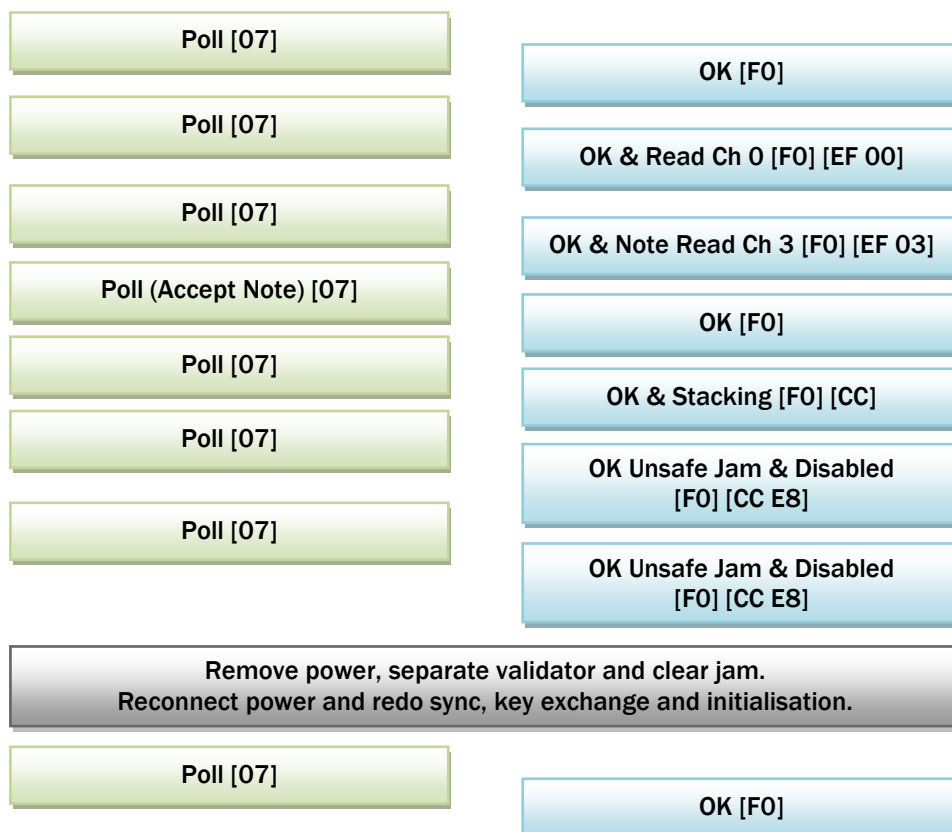 Poll [07]
OK [F0]
Poll [07]
OK & Read Ch 0 [F0] [EF 00]
Poll [07]
OK & Note Read Ch 3 [F0] [EF 03]
Poll (Accept Note) [07]
OK [F0]
Poll [07]
OK & Stacking [F0] [CC]
Poll [07]
OK Unsafe Jam & Disabled
[F0] [CC E8]
Poll [07]
OK Unsafe Jam & Disabled
[F0] [CC E8]
Remove power, separate validator and clear jam.
Reconnect power and redo sync, key exchange and initialisation.
Poll [07]
OK [F0]